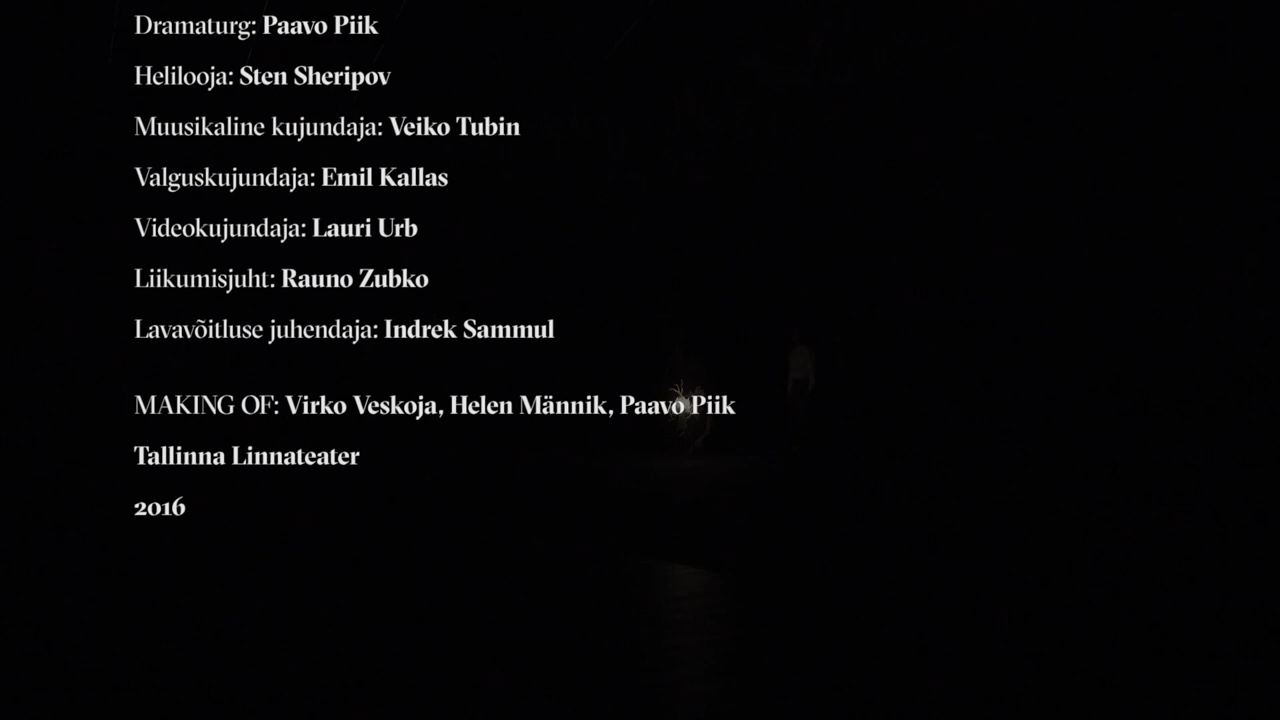 Dramaturg: Paavo Piik
Helilooja: Sten Sheripov
Muusikaline kujundaja: Veiko Tubin
Valguskujundaja: Emil Kallas
Videokujundaja: Lauri Urb
Liikumisjuht: Rauno Zubko
Lavavõitluse juhendaja: Indrek Sammul
MAKING OF: Virko Veskoja, Helen Männik, Paavo Piik
Tallinna Linnateater
2016